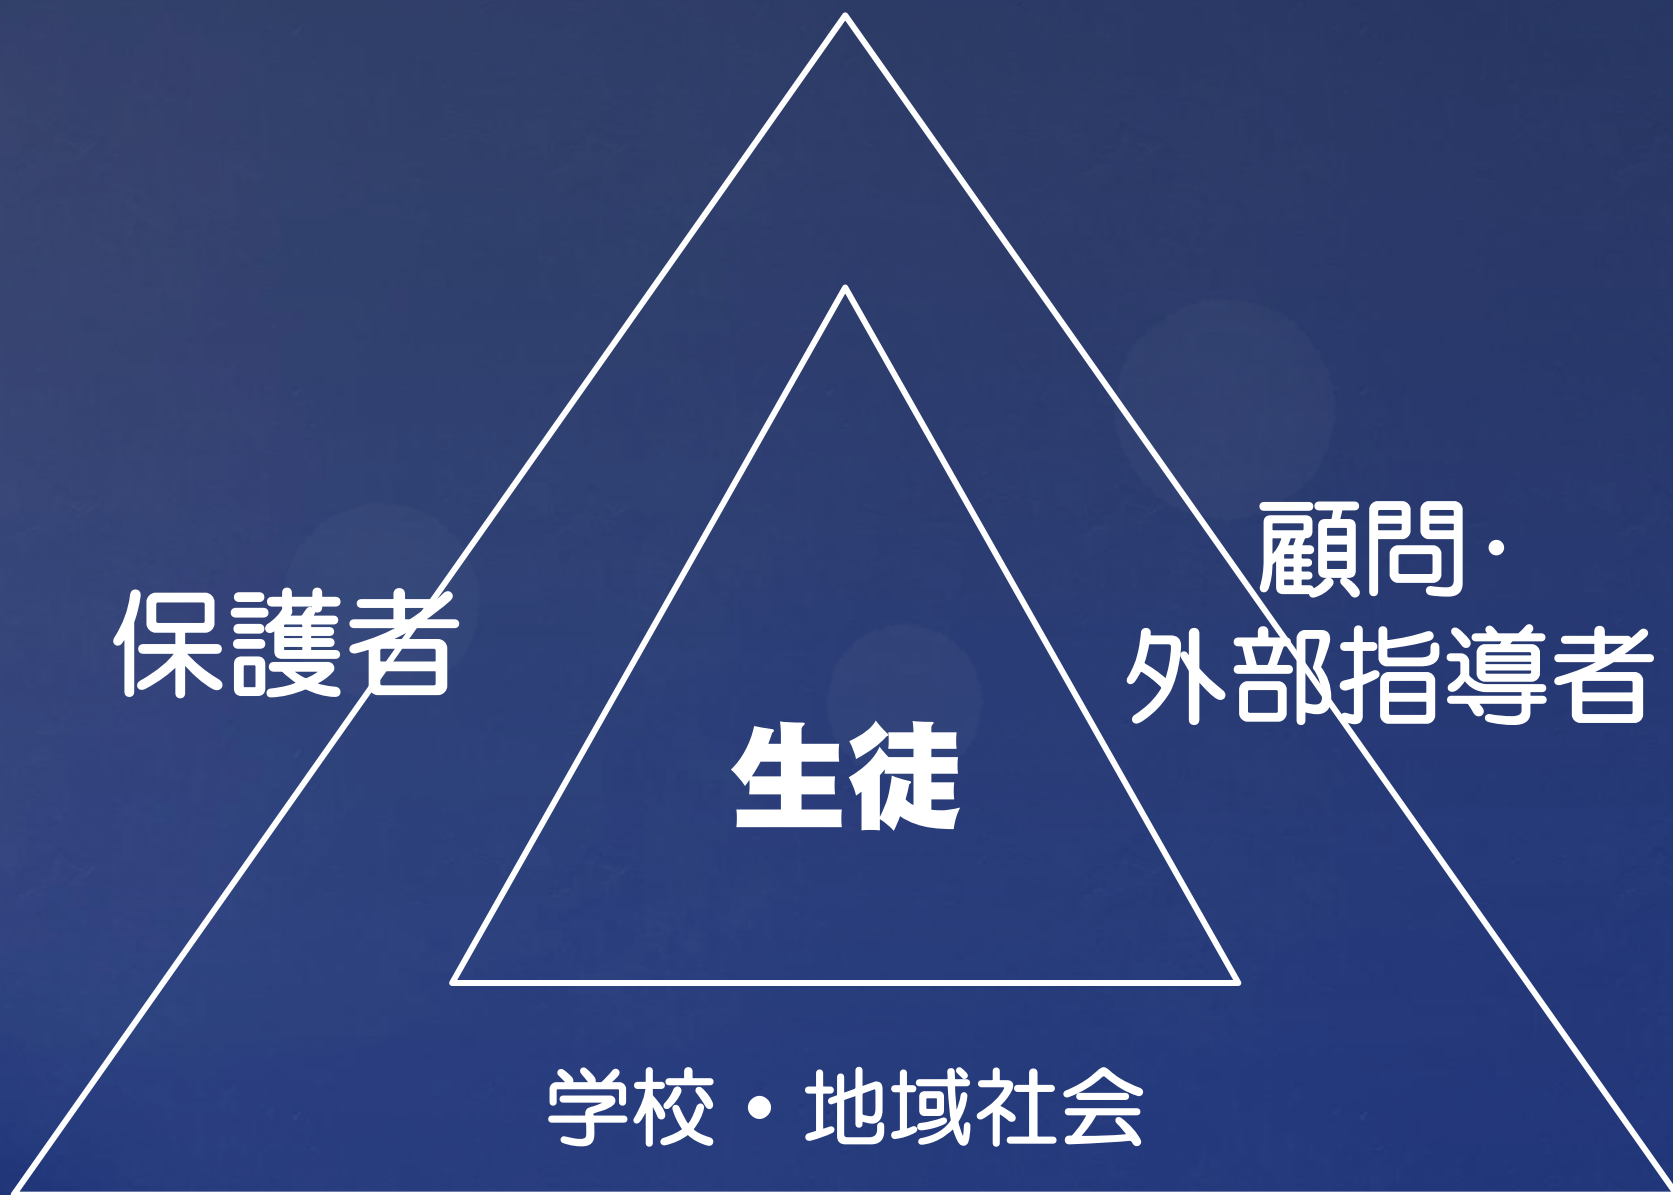 顧問・
外部指導者
保護者
生徒
学校・地域社会